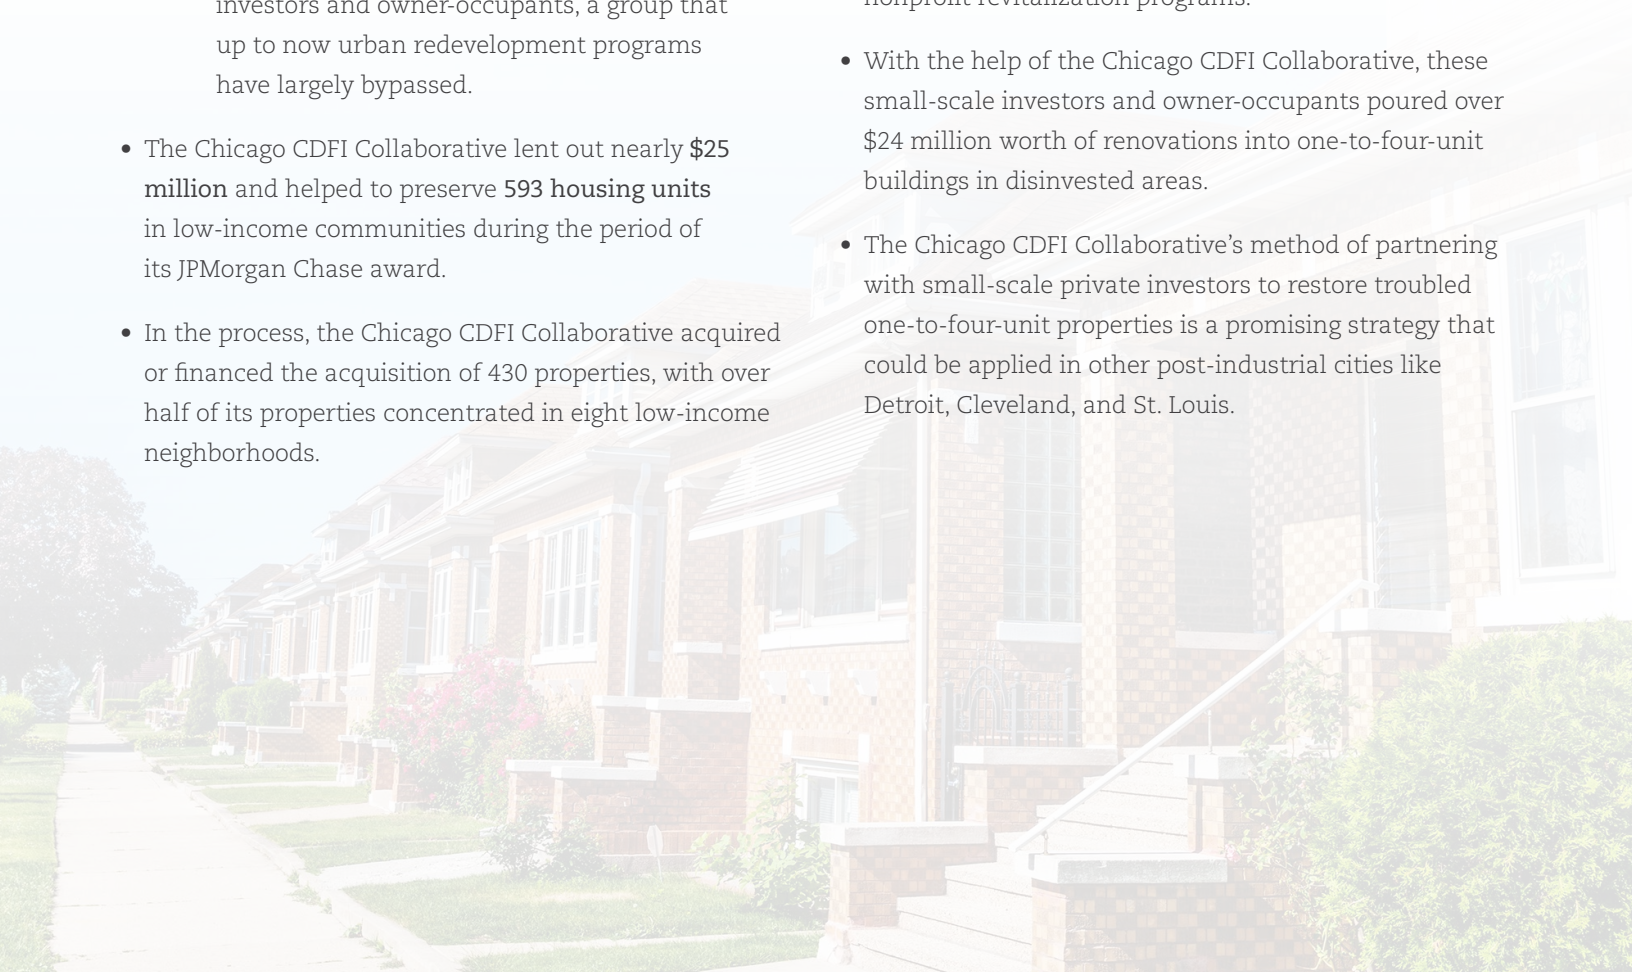 investors and owner-occupants, a group that
up to now urban redevelopment programs
have largely bypassed.
• The Chicago CDFI Collaborative lent out nearly $25
million and helped to preserve 593 housing units
in low-income communities during the period of
its JPMorgan Chase award.
• In the process, the Chicago CDFI Collaborative acquired
or financed the acquisition of 430 properties, with over
half of its properties concentrated in eight low-income
neighborhoods.
nonprofit revitalization programs.
• With the help of the Chicago CDFI Collaborative, these
small-scale investors and owner-occupants poured over
$24 million worth of renovations into one-to-four-unit
buildings in disinvested areas.
• The Chicago CDFI Collaborative’s method of partnering
with small-scale private investors to restore troubled
one-to-four-unit properties is a promising strategy that
could be applied in other post-industrial cities like
Detroit, Cleveland, and St. Louis.